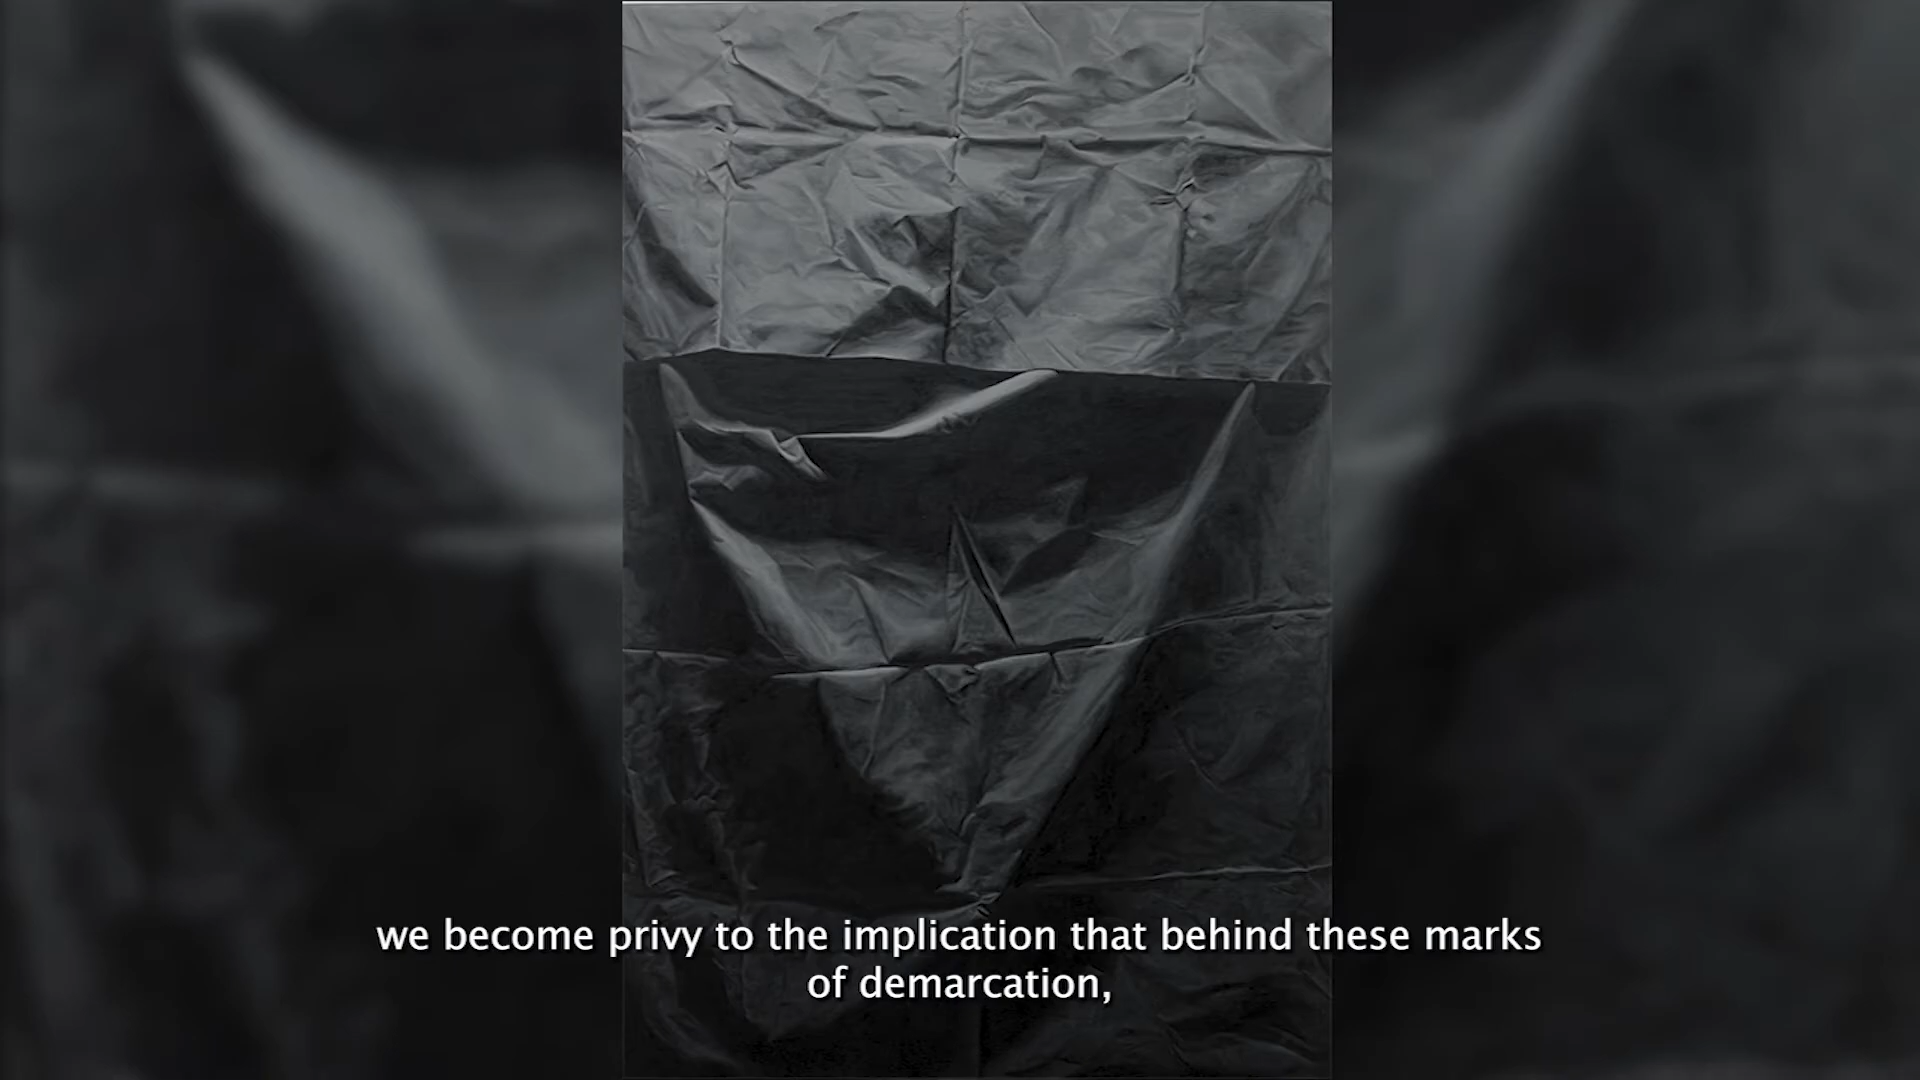 we become privy to the implication that behind these marks
of demarcation,